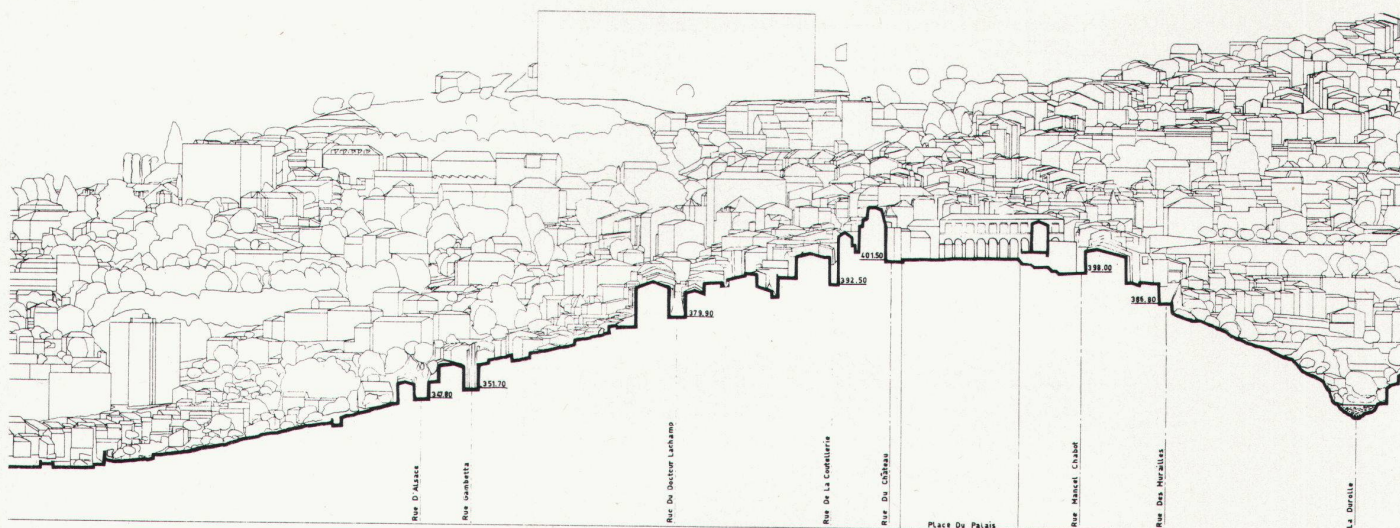 401.50
392.50
398.00
386.80
379.90
351.70
347.80
Rue D'Alsace
Rue Gambetta
Rue Du Docteur Lachamp
Rue De La Coutellerie
Rue Du Château
Place Du Palais
Rue Mancel Chabot
Rue Des Murailles
La Durolle